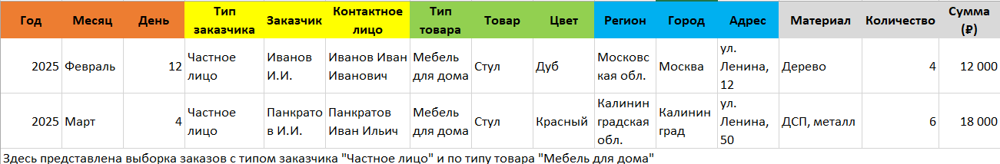 Год Месяц День Тип заказчика Заказчик Контактное лицо Тип товара Товар Цвет Регион Город Адрес Материал Количество Сумма (₽)
2025 Февраль 12 Частное лицо Иванов И.И. Иванов Иван Иванович Мебель для дома Стул Дуб Московская обл. Москва ул. Ленина, 12 Дерево 4 12 000
2025 Март 4 Частное лицо Панкратов И.И. Панкратов Иван Ильич Мебель для дома Стул Красный Калининградская обл. Калининград ул. Ленина, 50 ДСП, металл 6 18 000
Здесь представлена выборка заказов с типом заказчика "Частное лицо" и по типу товара "Мебель для дома"